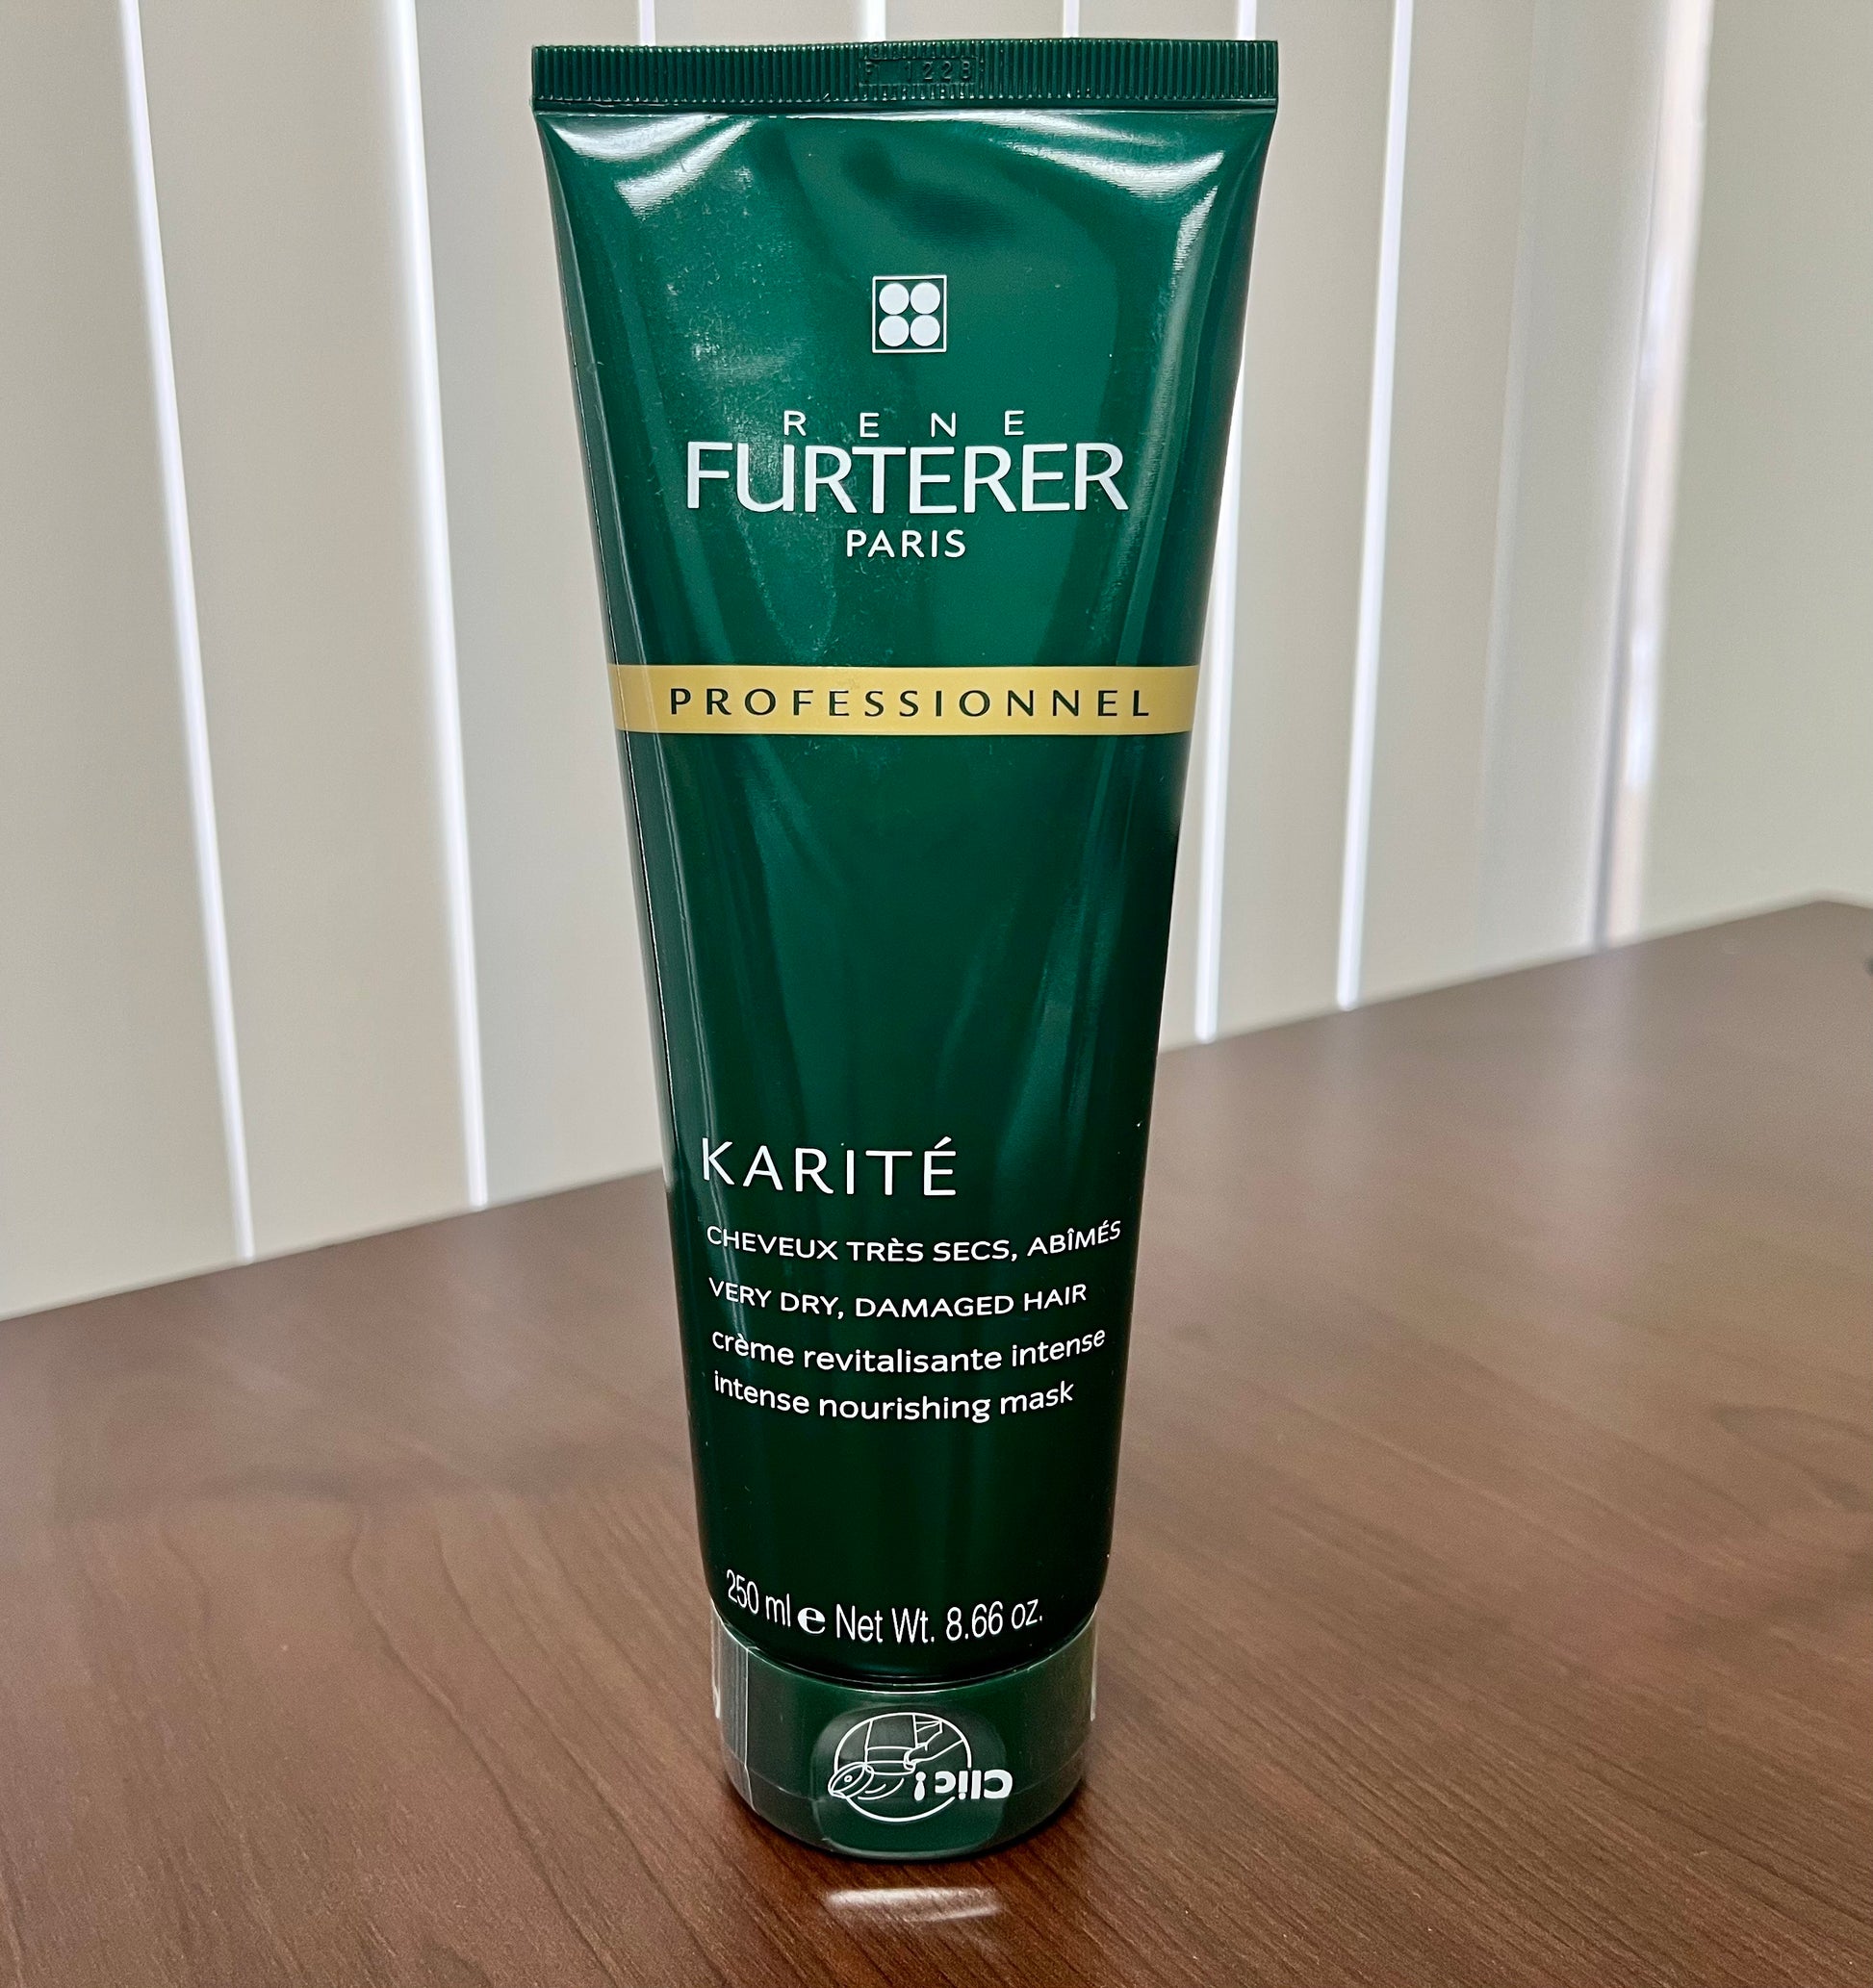 RENE
FURTERER
PARIS
PROFESSIONNEL
KARITÉ
CHEVEUX TRÈS SECS, ABÎMÉS
VERY DRY, DAMAGED HAIR
crème revitalisante intense
intense nourishing mask
250 ml e Net Wt. 8.66 oz.
clic!